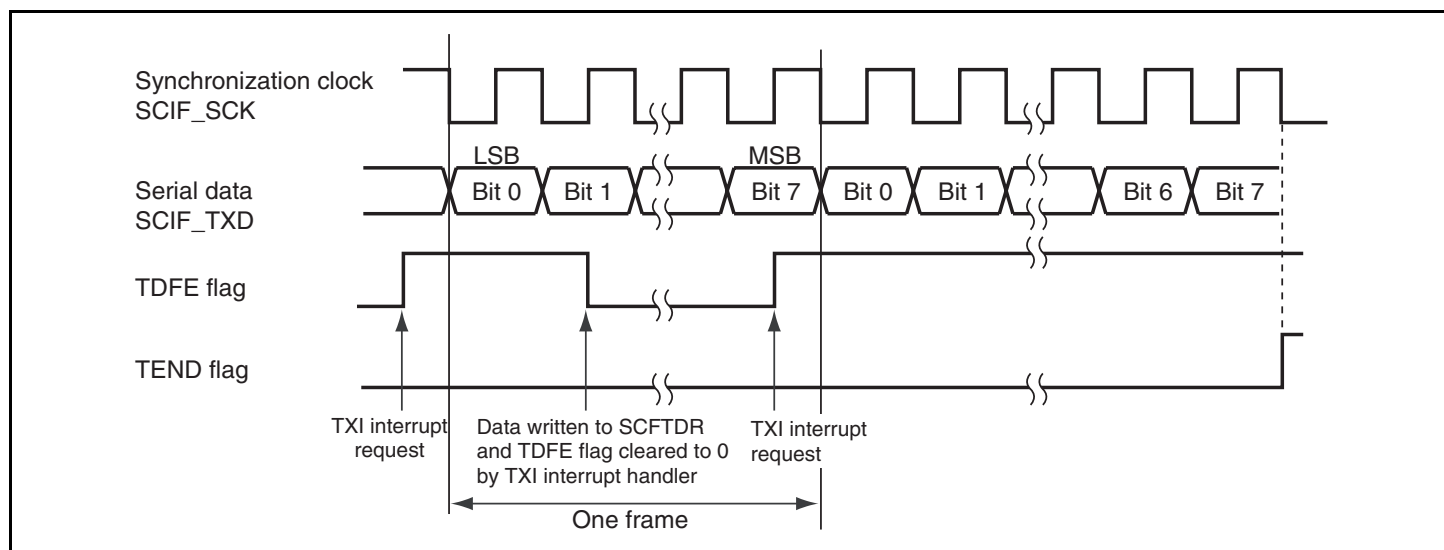 Synchronization clock
SCIF_SCK
LSB
MSB
Serial data
SCIF_TXD
Bit 0
Bit 1
Bit 7
Bit 0
Bit 1
Bit 6
Bit 7
TDFE flag
TEND flag
TXI interrupt
request
Data written to SCFTDR
and TDFE flag cleared to 0
by TXI interrupt handler
TXI interrupt
request
One frame